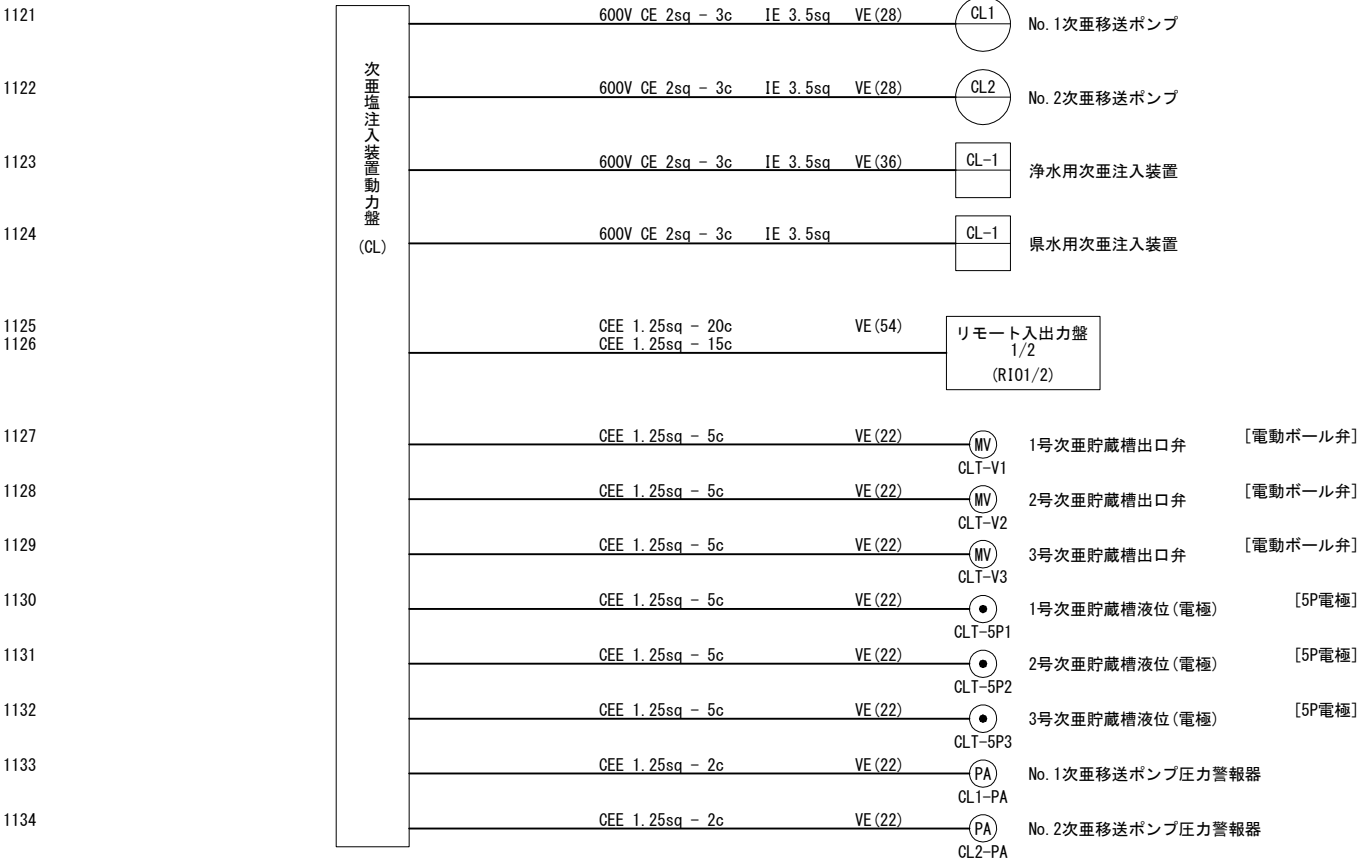 次亜塩注入装置動力盤
(CL)
1121 600V CE 2sq - 3c IE 3.5sq VE(28) CL1 No.1次亜移送ポンプ
1122 600V CE 2sq - 3c IE 3.5sq VE(28) CL2 No.2次亜移送ポンプ
1123 600V CE 2sq - 3c IE 3.5sq VE(36) CL-1 浄水用次亜注入装置
1124 600V CE 2sq - 3c IE 3.5sq CL-1 県水用次亜注入装置
1125 CEE 1.25sq - 20c VE(54)
1126 CEE 1.25sq - 15c
リモート入出力盤
1/2
(RIO1/2)
1127 CEE 1.25sq - 5c VE(22) MV 1号次亜貯蔵槽出口弁 [電動ボール弁]
CLT-V1
1128 CEE 1.25sq - 5c VE(22) MV 2号次亜貯蔵槽出口弁 [電動ボール弁]
CLT-V2
1129 CEE 1.25sq - 5c VE(22) MV 3号次亜貯蔵槽出口弁 [電動ボール弁]
CLT-V3
1130 CEE 1.25sq - 5c VE(22) 1号次亜貯蔵槽液位(電極) [5P電極]
CLT-5P1
1131 CEE 1.25sq - 5c VE(22) 2号次亜貯蔵槽液位(電極) [5P電極]
CLT-5P2
1132 CEE 1.25sq - 5c VE(22) 3号次亜貯蔵槽液位(電極) [5P電極]
CLT-5P3
1133 CEE 1.25sq - 2c VE(22) PA No.1次亜移送ポンプ圧力警報器
CL1-PA
1134 CEE 1.25sq - 2c VE(22) PA No.2次亜移送ポンプ圧力警報器
CL2-PA